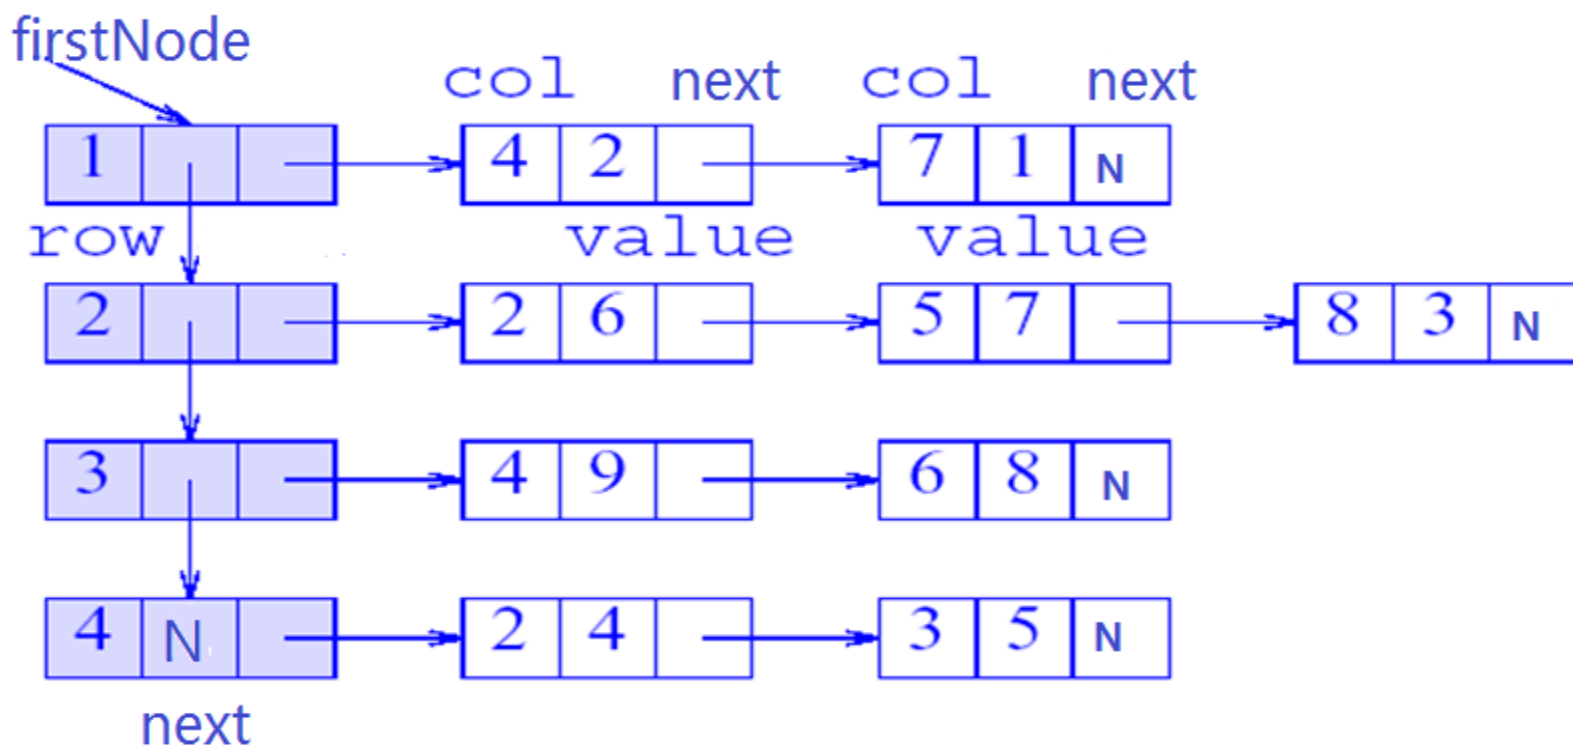 firstNode
col next col next
1 4 2 7 1 N
row value value
2 2 6 5 7 8 3 N
3 4 9 6 8 N
4 N 2 4 3 5 N
next